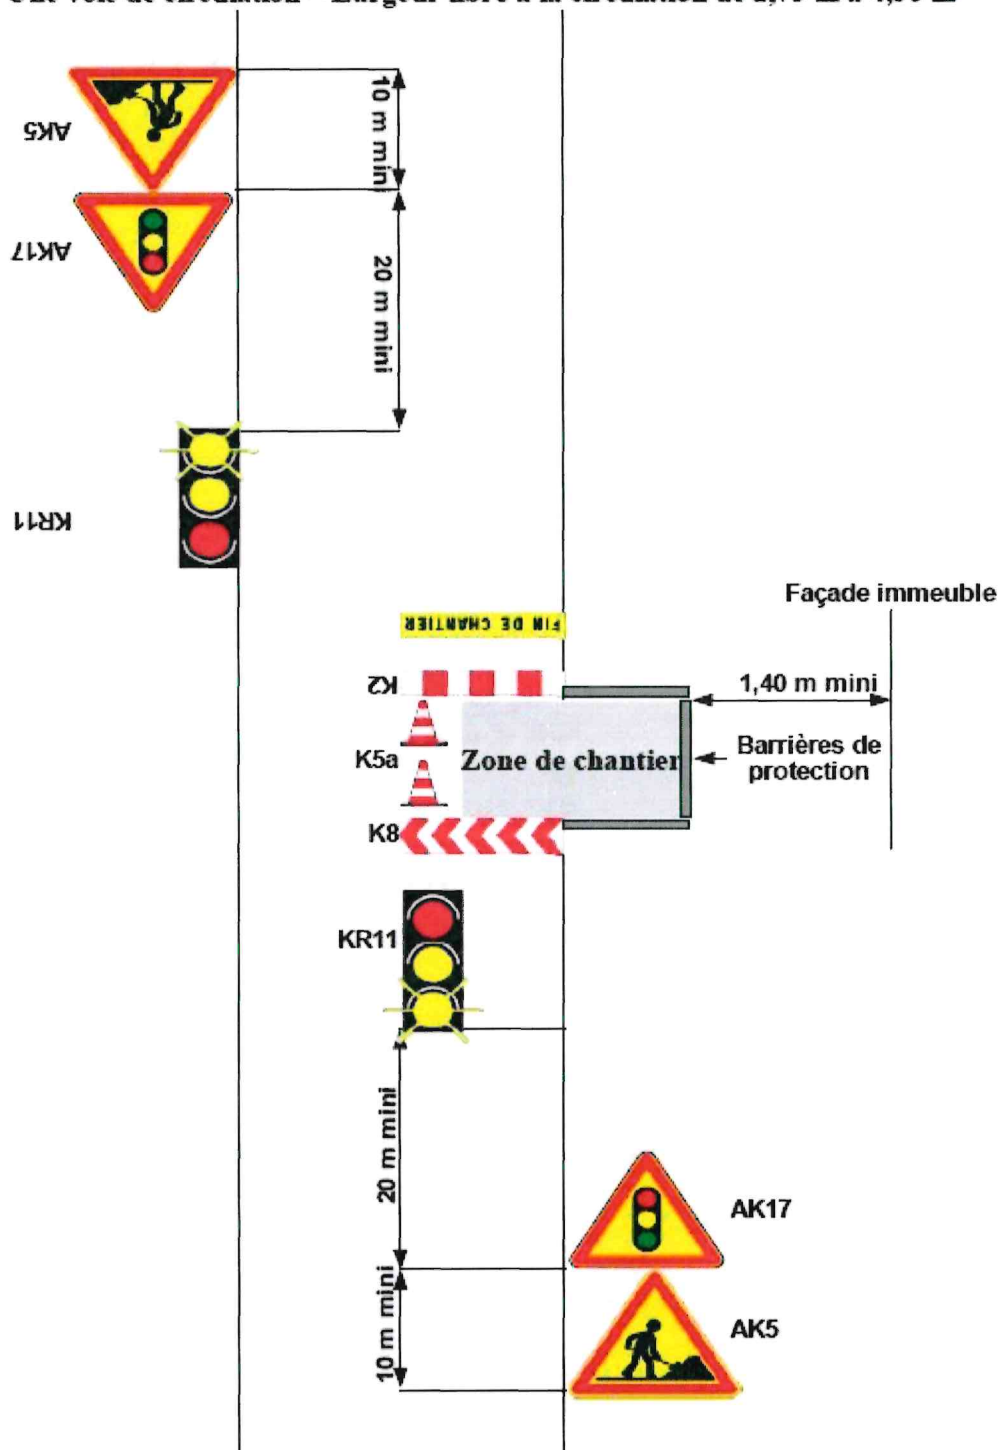 10 m mini
AK5
AK17
20 m mini
KR11
FIN DE CHANTIER
Façade immeuble
K2
1,40 m mini
K5a
Zone de chantier
Barrières de
protection
K8
KR11
20 m mini
AK17
10 m mini
AK5